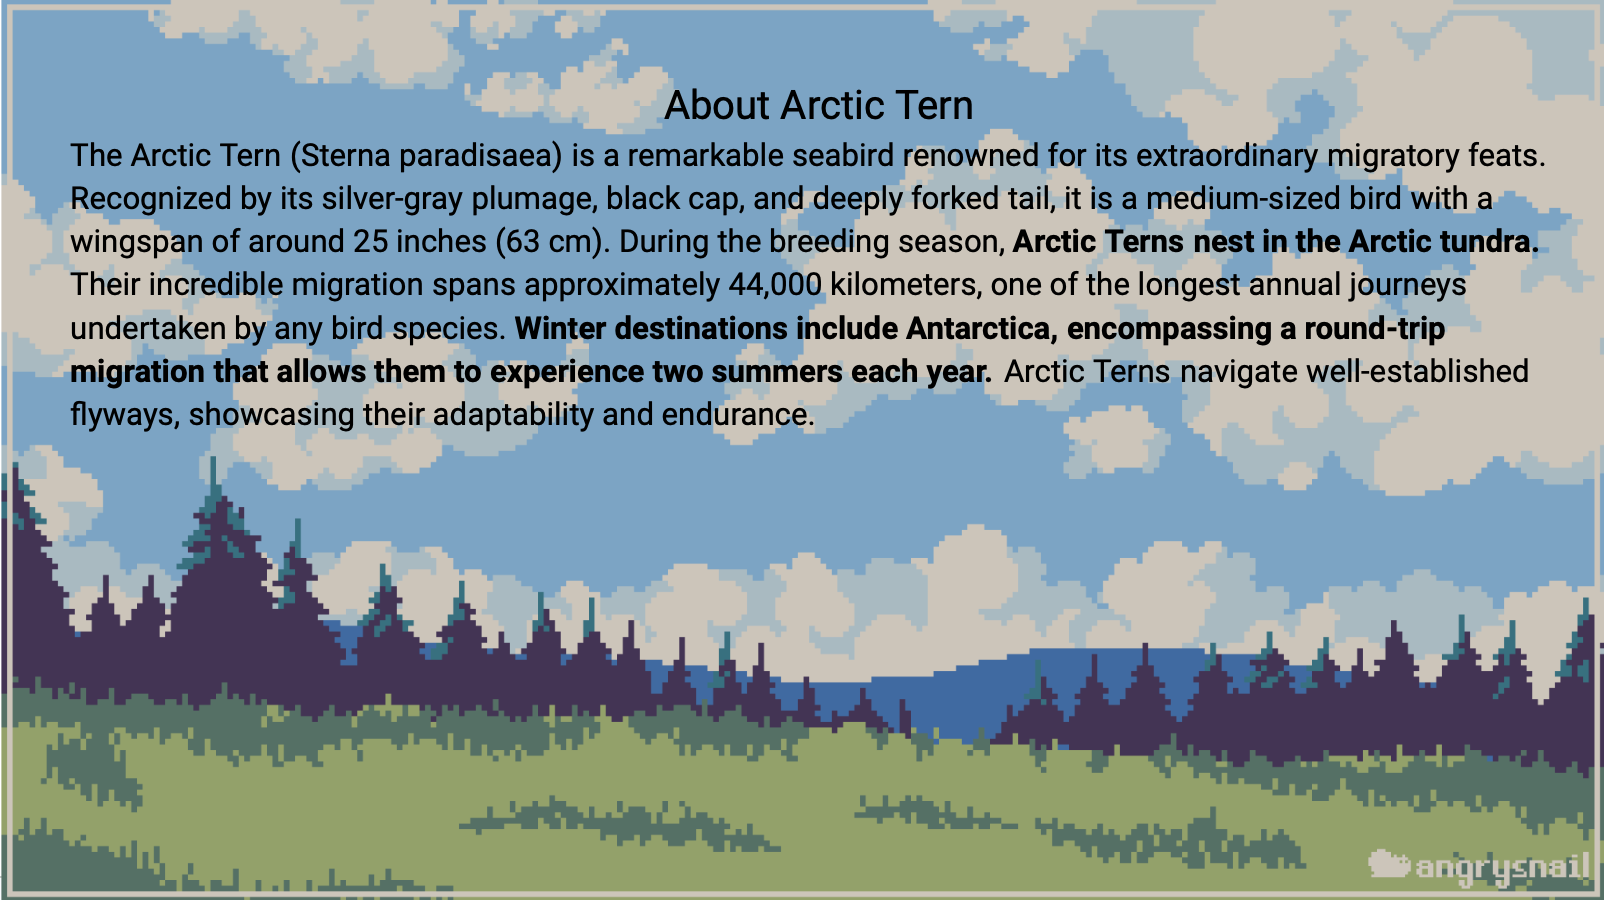 About Arctic Tern
The Arctic Tern (Sterna paradisaea) is a remarkable seabird renowned for its extraordinary migratory feats.
Recognized by its silver-gray plumage, black cap, and deeply forked tail, it is a medium-sized bird with a
wingspan of around 25 inches (63 cm). During the breeding season, Arctic Terns nest in the Arctic tundra.
Their incredible migration spans approximately 44,000 kilometers, one of the longest annual journeys
undertaken by any bird species. Winter destinations include Antarctica, encompassing a round-trip
migration that allows them to experience two summers each year. Arctic Terns navigate well-established
flyways, showcasing their adaptability and endurance.
angrysnail